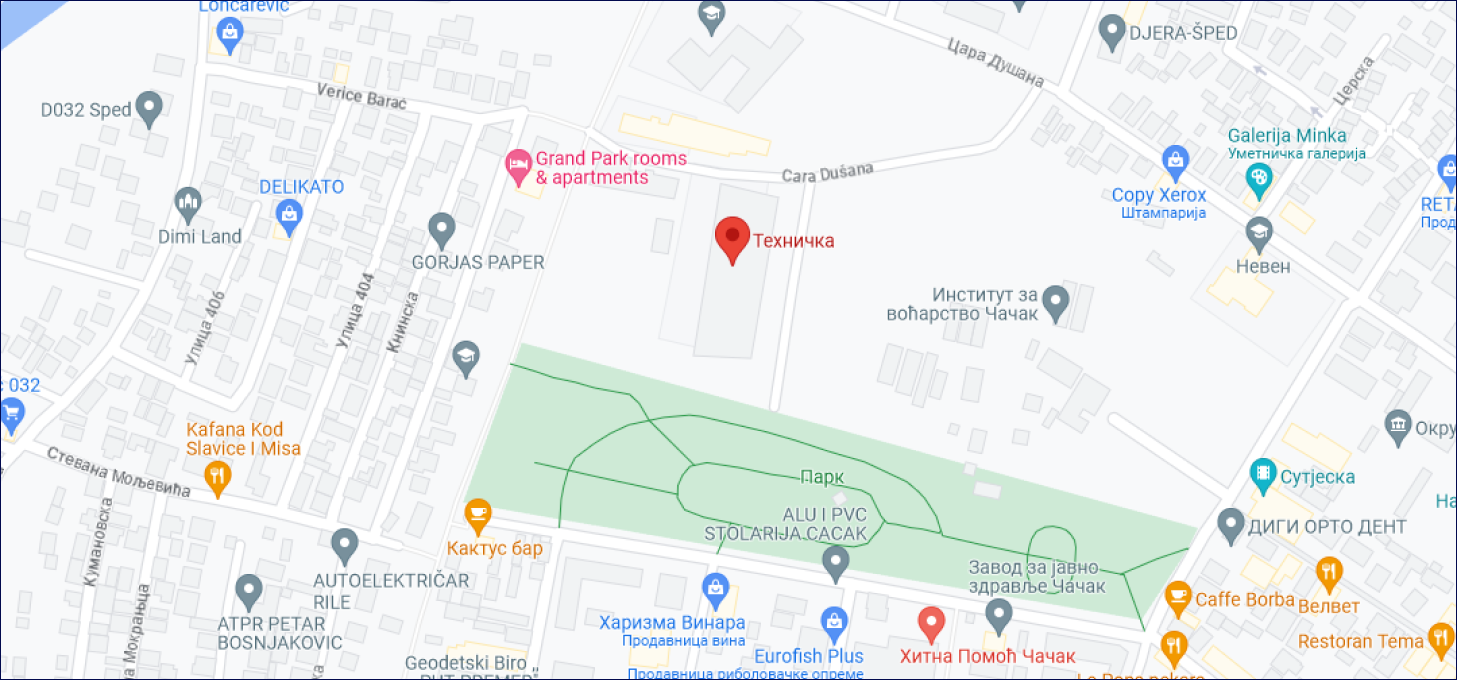 Loncarevic
DJERA-ŠPED
Цара Душана
Церска
Verice Barać
D032 Sped
Galerija Minka
Уметничка галерија
Grand Park rooms
& apartments
Cara Dušana
DELIKATO
Copy Xerox
Штампарија
RETA
Прод
Dimi Land
Техничка
GORJAS PAPER
Невен
Улица 406
Улица 404
Книнска
Институт за
воћарство Чачак
c 032
Kafana Kod
Slavice I Misa
Окру
Стевана Мољевића
Парк
Сутјеска
На
ALU I PVC
STOLARIJA CACAK
ДИГИ ОРТО ДЕНТ
Кумановска
Кактус бар
AUTOELEKTRIČAR
RILE
Завод за јавно
здравље Чачак
Caffe Borba
Велвет
ATPR PETAR
BOSNJAKOVIC
Мокрањца
Харизма Винара
Продавница вина
Restoran Tema
Eurofish Plus
Продавница риболовачке опреме
Хитна Помоћ Чачак
Geodetski Biro
"RHT PREMER"